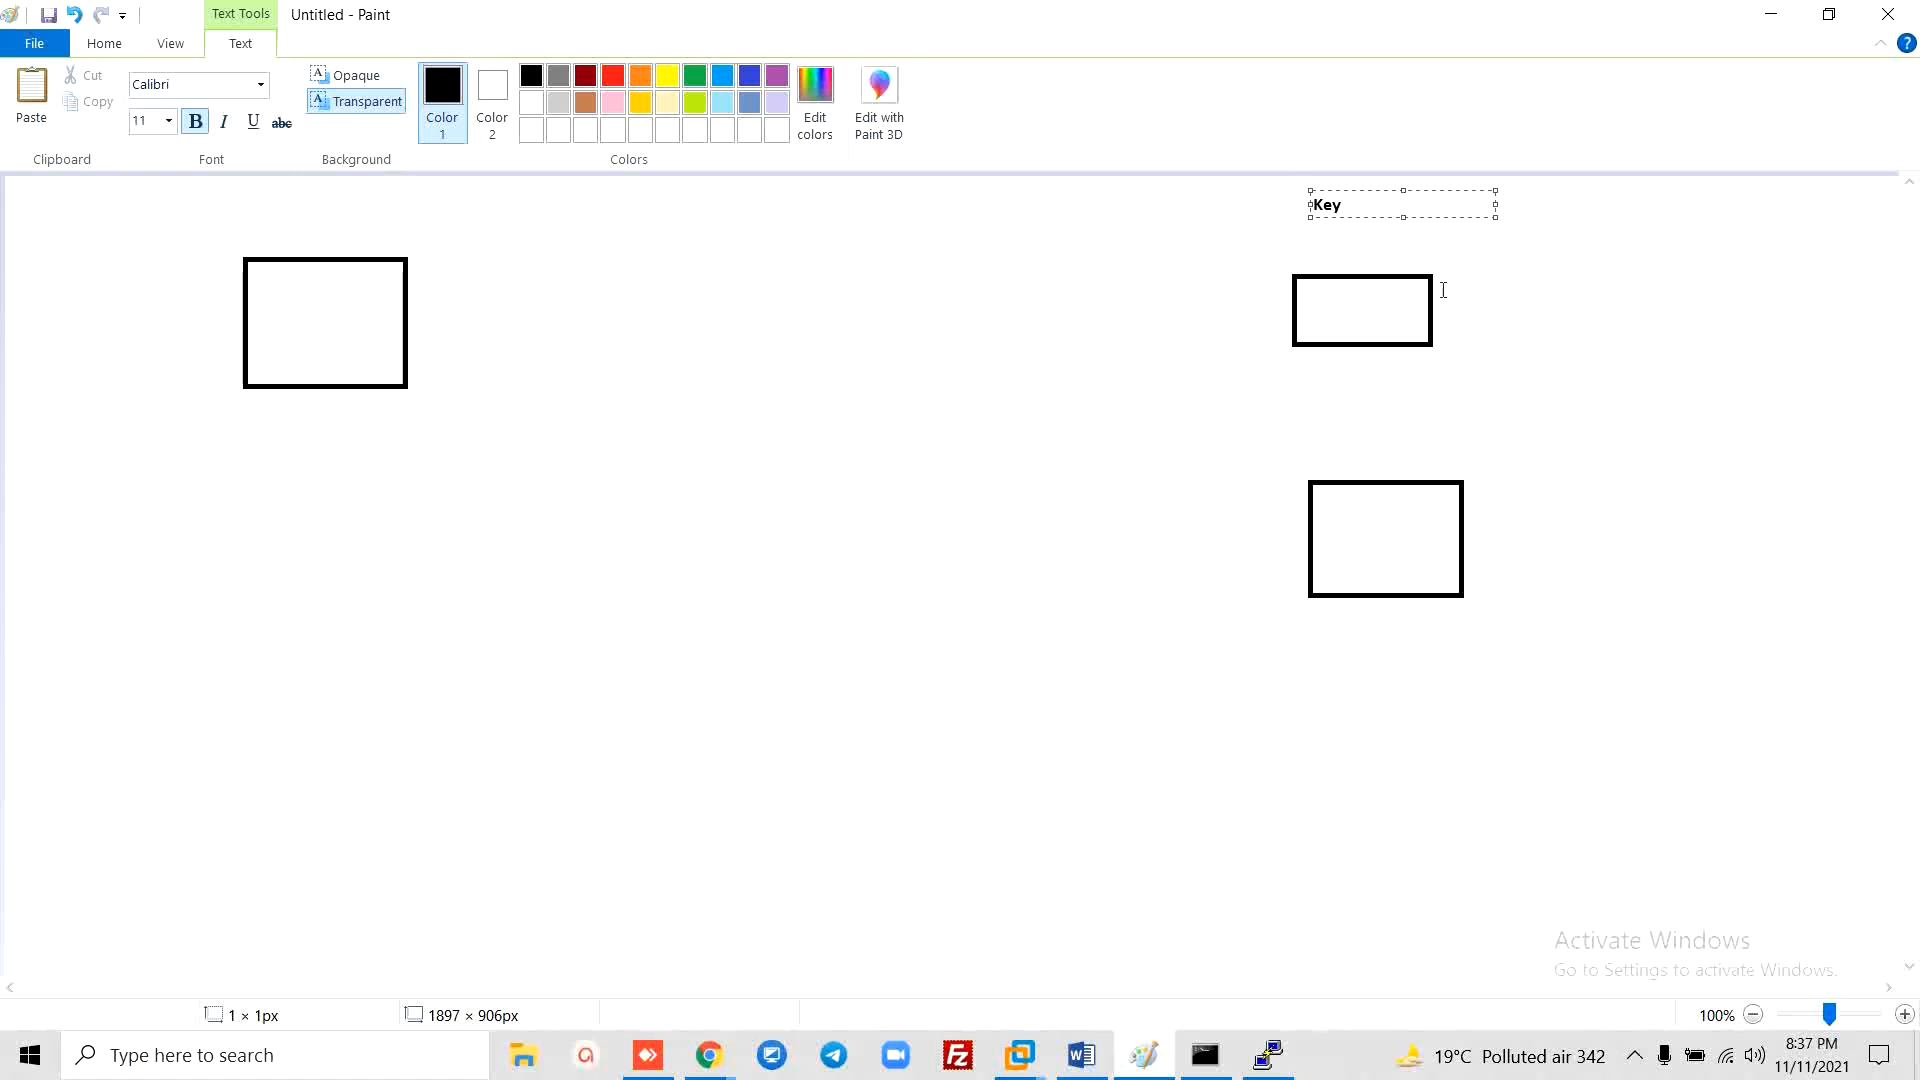 Text Tools
Untitled - Paint
File
Home
View
Text
Paste
Cut
Copy
Clipboard
Calibri
11
B
I
U
abc
Font
Opaque
Transparent
Background
Color
1
Color
2
Edit
colors
Colors
Edit with
Paint 3D
Key
Activate Windows
Go to Settings to activate Windows.
1 × 1px
1897 × 906px
100%
Type here to search
19°C Polluted air 342
8:37 PM
11/11/2021